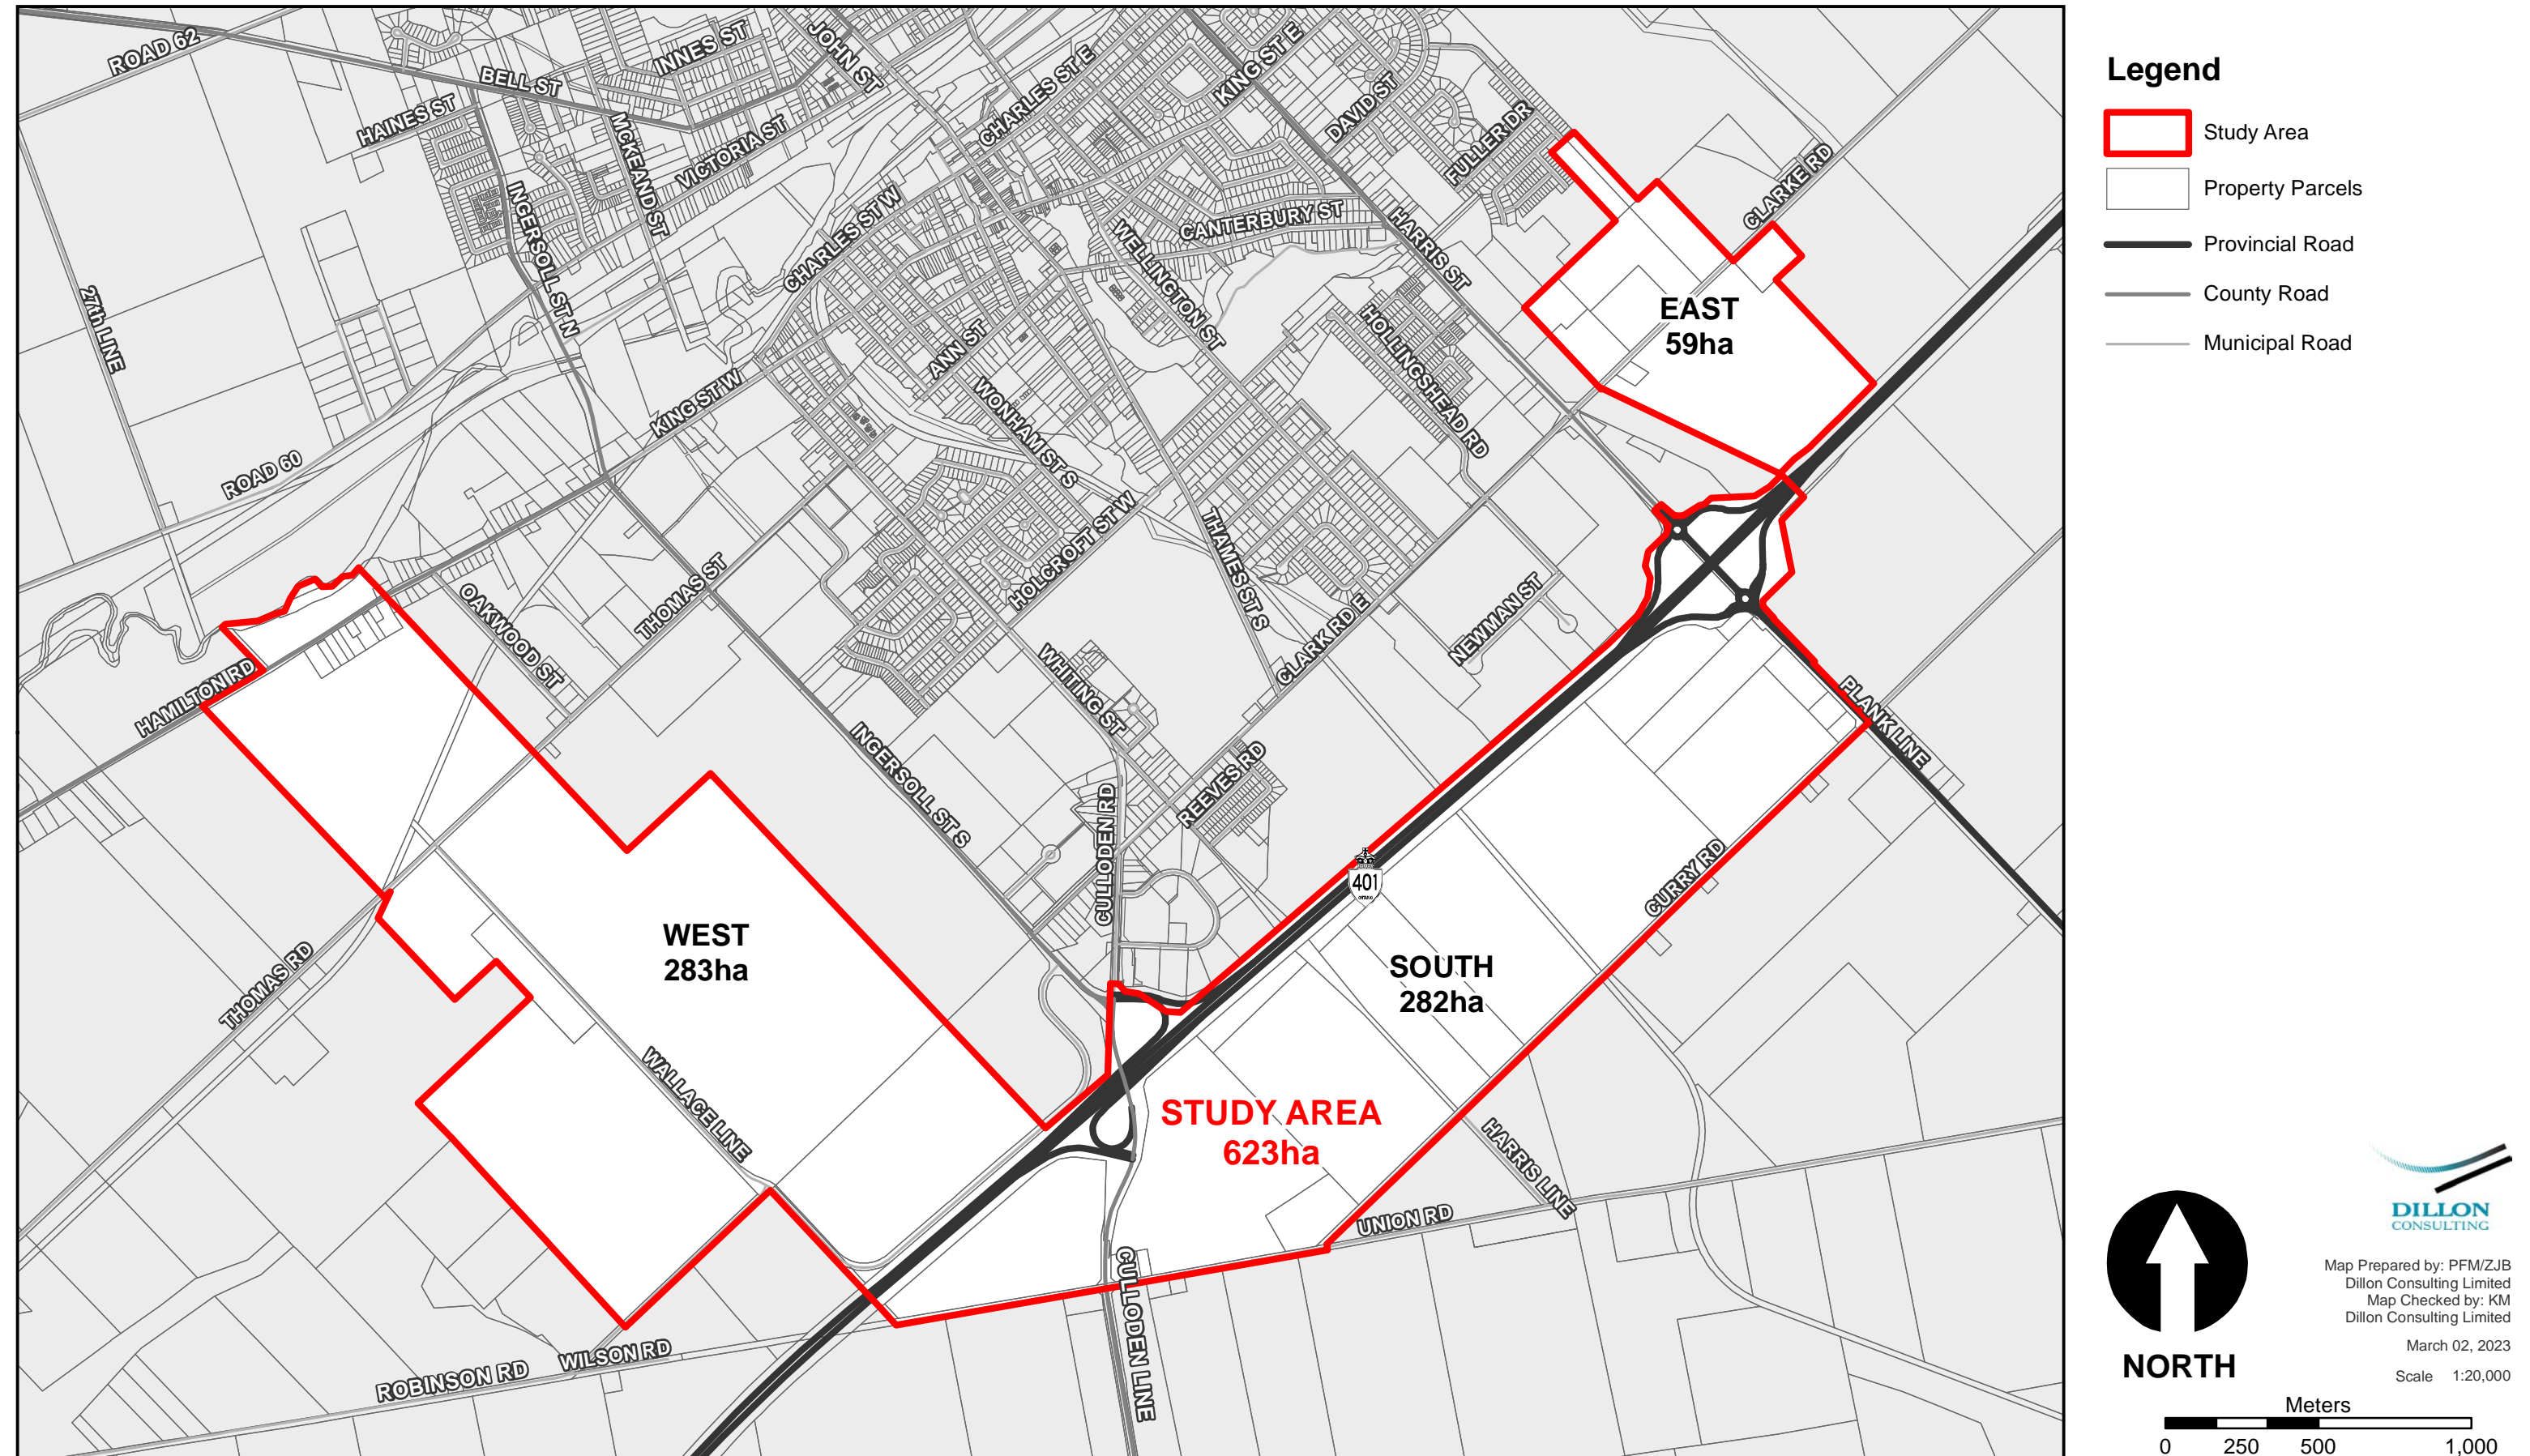 ROAD 62
BELL ST
INNES ST
JOHN ST
CHARLES ST E
KING ST E
DAVID ST
FULLER DR
HAINES ST
MCKEAND ST
VICTORIA ST
CLARKE RD
INGERSOLL ST N
CHARLES ST W
WELLINGTON ST
CANTERBURY ST
HARRIS ST
27th LINE
EAST
59ha
ANN ST
HOLLINGSHEAD RD
KING ST W
WONHAM ST S
ROAD 60
HOLCROFT ST W
THAMES ST S
OAKWOOD ST
THOMAS ST
NEWMAN ST
CLARK RD E
HAMILTON RD
WHITING ST
PLANK LINE
INGERSOLL ST S
REEVES RD
CULLODEN RD
401
ONTARIO
CURRY RD
WEST
283ha
THOMAS RD
SOUTH
282ha
WALLACE LINE
STUDY AREA
623ha
HARRIS LINE
UNION RD
CULLODEN LINE
WILSON RD
ROBINSON RD
Legend
Study Area
Property Parcels
Provincial Road
County Road
Municipal Road
DILLON
CONSULTING
Map Prepared by: PFM/ZJB
Dillon Consulting Limited
Map Checked by: KM
Dillon Consulting Limited
March 02, 2023
Scale 1:20,000
NORTH
Meters
0 250 500 1,000